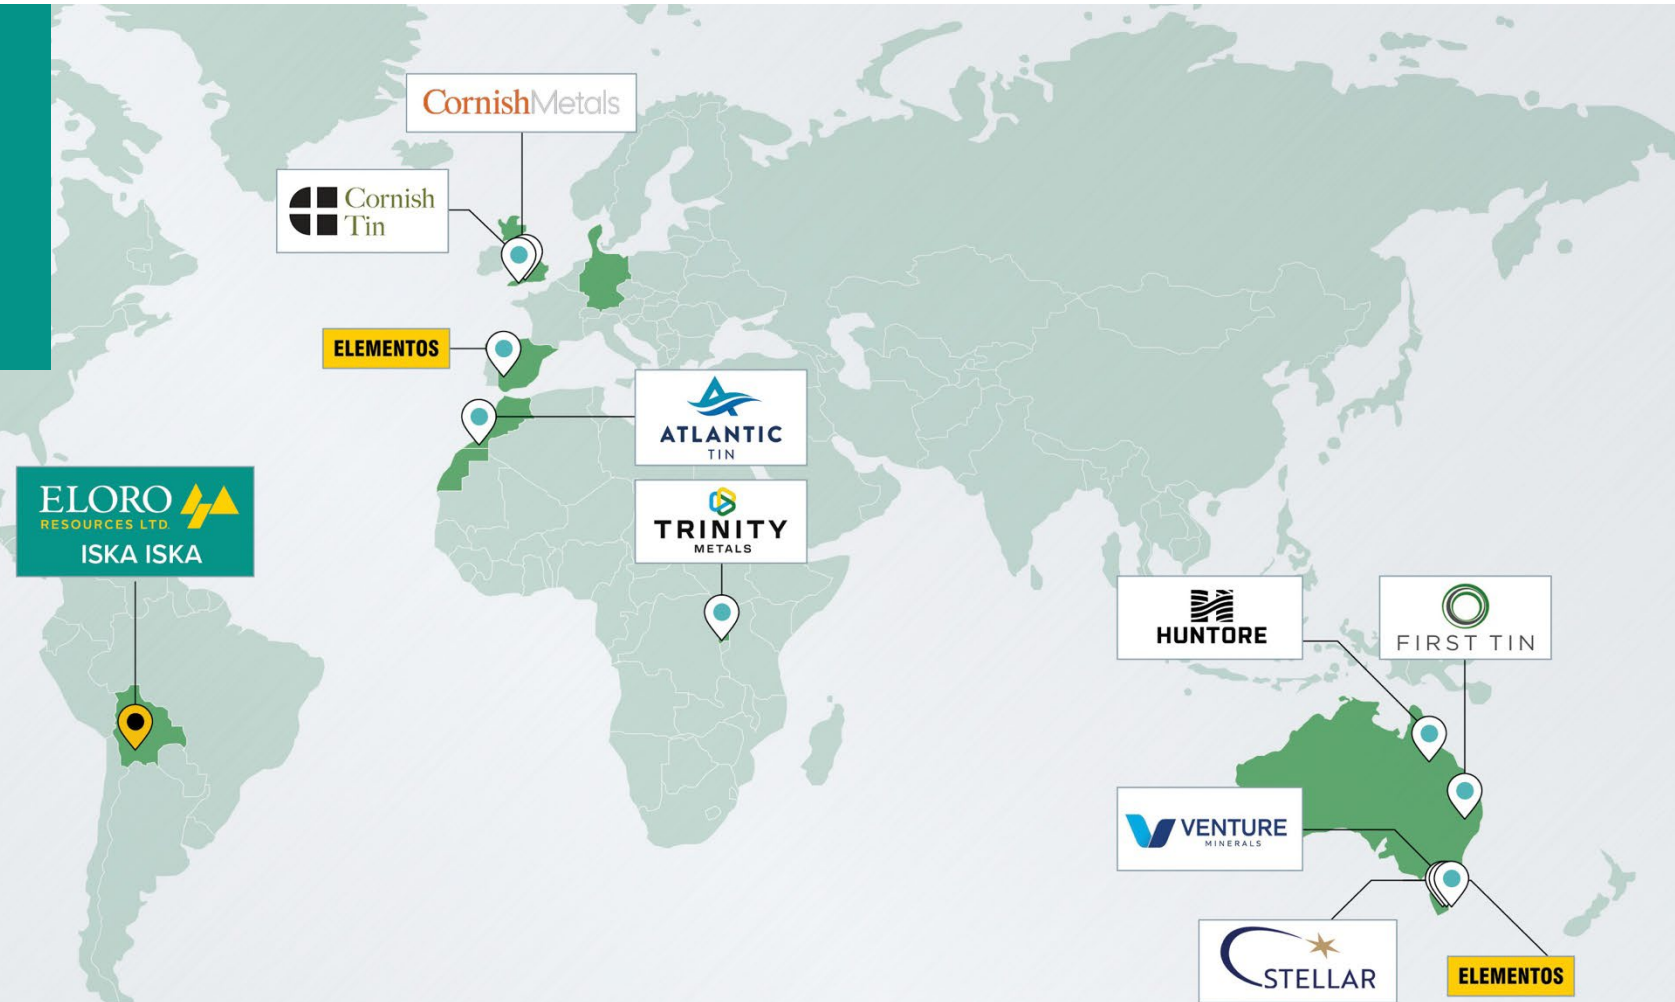 CornishMetals
Cornish
Tin
ELEMENTOS
ATLANTIC
TIN
ELORO
RESOURCES LTD.
ISKA ISKA
TRINITY
METALS
HUNTORE
FIRST TIN
VENTURE
MINERALS
STELLAR
ELEMENTOS